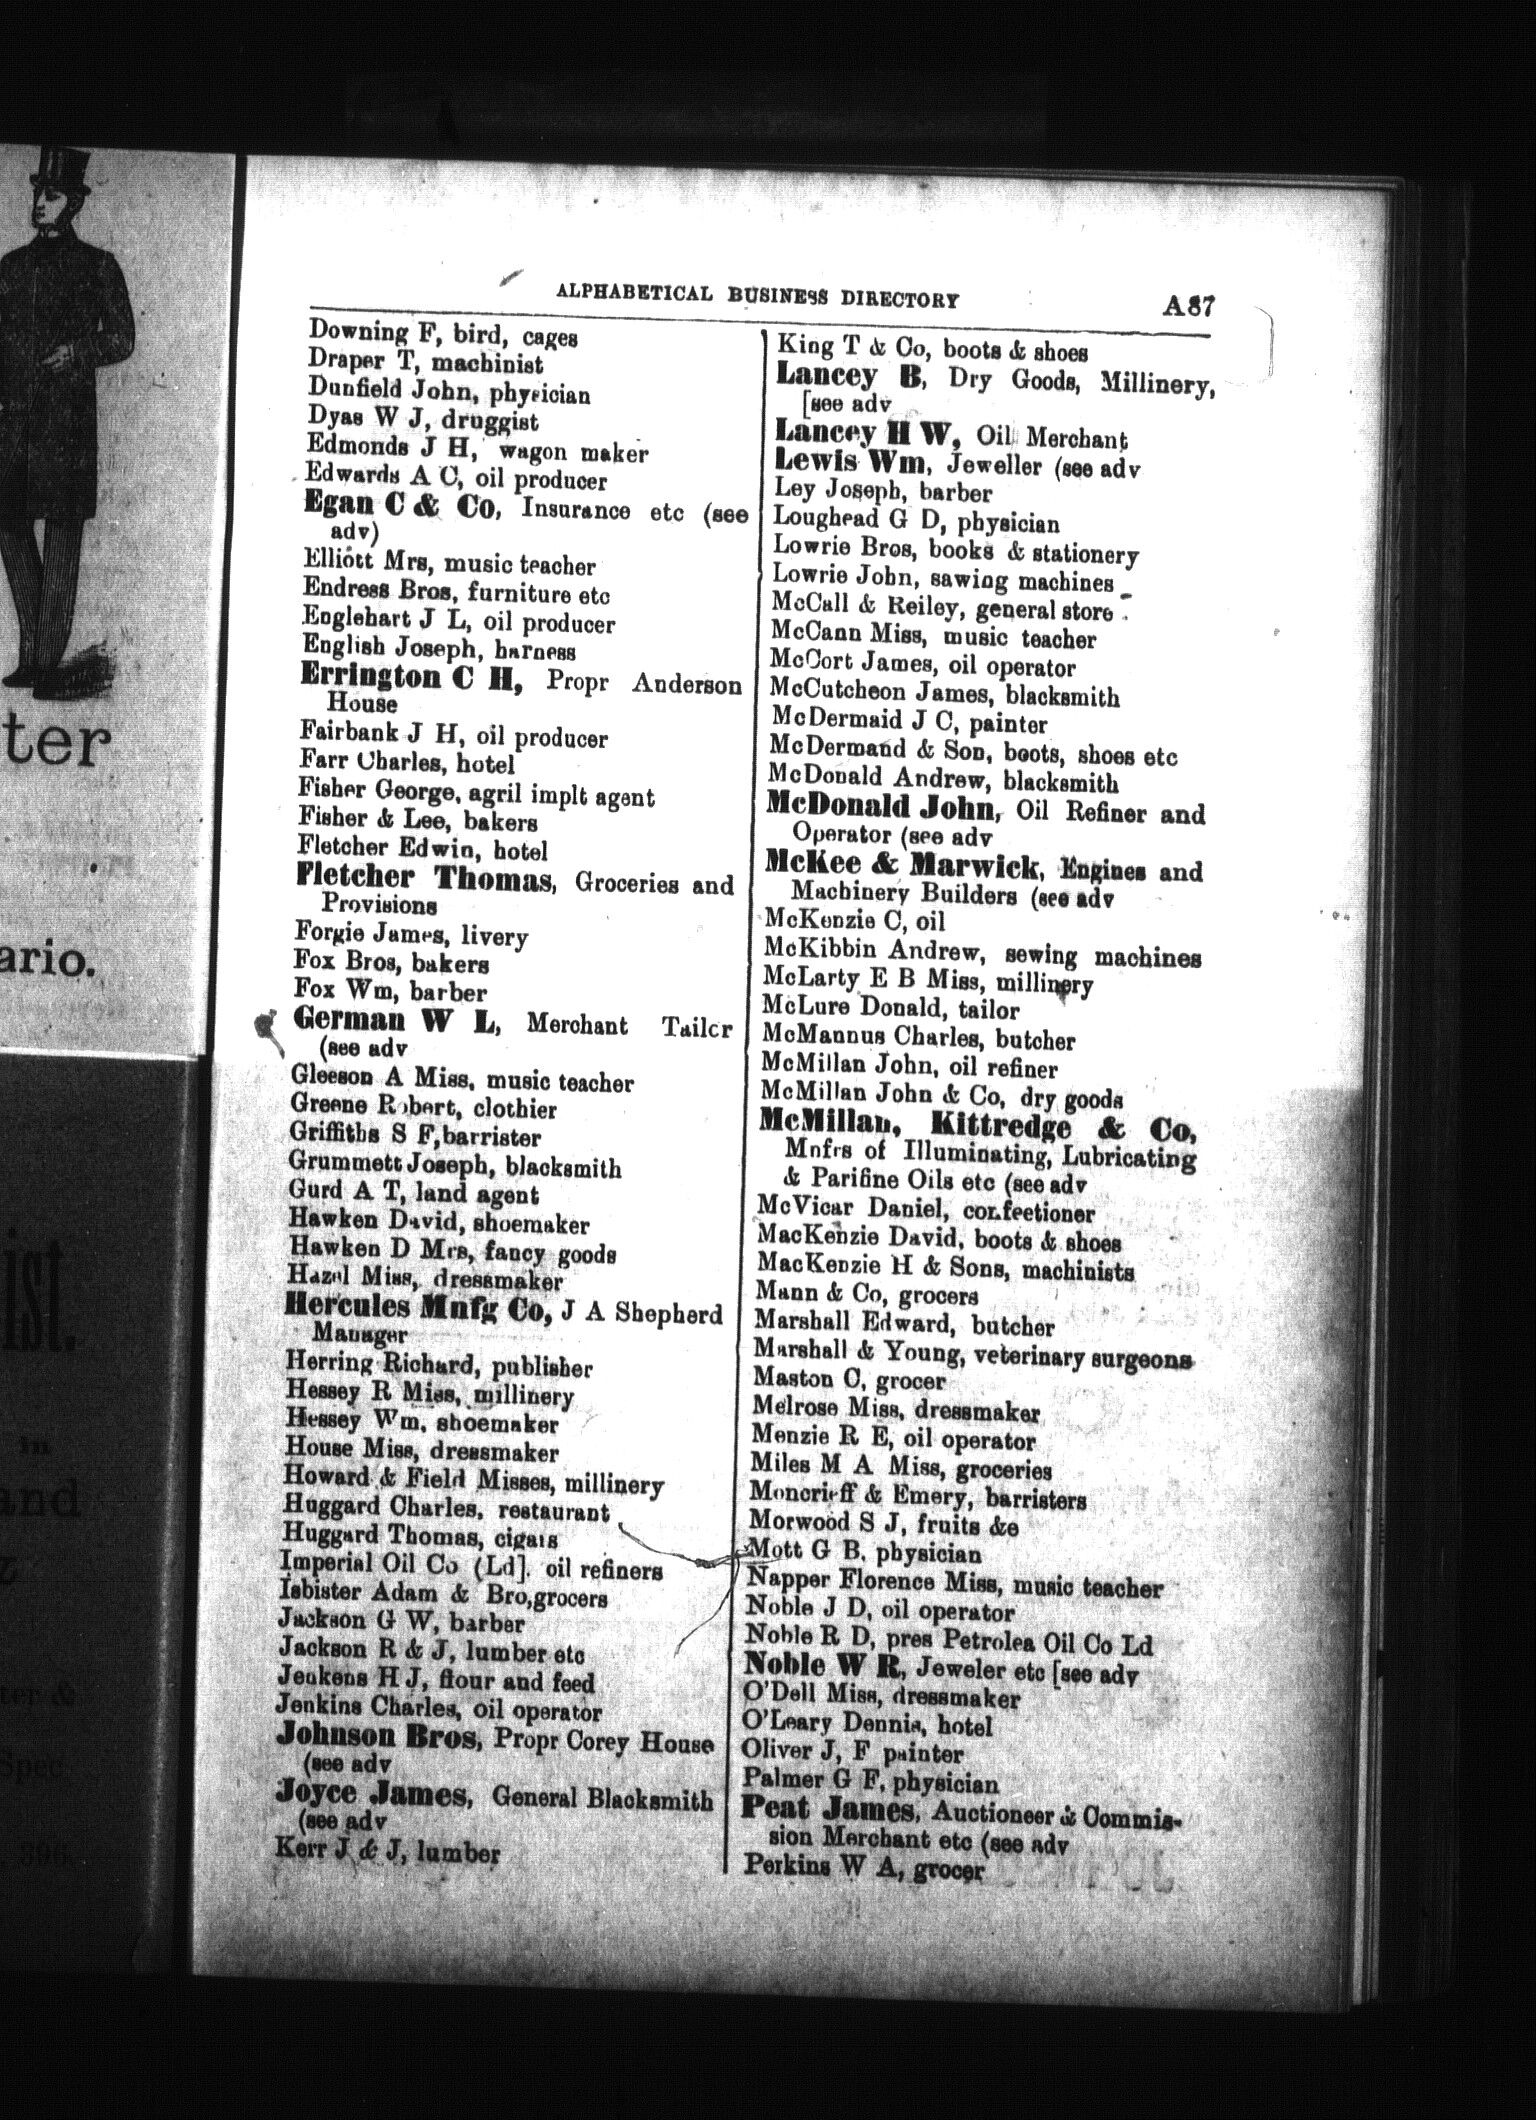 ter
ario.
ist.
in
and
ter &
Spec
396.
ALPHABETICAL BUSINESS DIRECTORY A87
Downing F, bird, cages
Draper T, machinist
Dunfield John, physician
Dyas W J, druggist
Edmonds J H, wagon maker
Edwards A C, oil producer
Egan C & Co, Insurance etc (see
adv)
Elliott Mrs, music teacher
Endress Bros, furniture etc
Englehart J L, oil producer
English Joseph, harness
Errington C H, Propr Anderson
House
Fairbank J H, oil producer
Farr Charles, hotel
Fisher George, agril implt agent
Fisher & Lee, bakers
Fletcher Edwin, hotel
Fletcher Thomas, Groceries and
Provisions
Forgie James, livery
Fox Bros, bakers
Fox Wm, barber
German W L, Merchant Tailor
(see adv
Gleeson A Miss, music teacher
Greene Robert, clothier
Griffiths S F,barrister
Grummett Joseph, blacksmith
Gurd A T, land agent
Hawken David, shoemaker
Hawken D Mrs, fancy goods
Hazel Miss, dressmaker
Hercules Mnfg Co, J A Shepherd
Manager
Herring Richard, publisher
Hessey R Miss, millinery
Hessey Wm, shoemaker
House Miss, dressmaker
Howard & Field Misses, millinery
Huggard Charles, restaurant
Huggard Thomas, cigars
Imperial Oil Co (Ld], oil refiners
Isbister Adam & Bro,grocers
Jackson G W, barber
Jackson R & J, lumber etc
Jenkens H J, flour and feed
Jenkins Charles, oil operator
Johnson Bros, Propr Corey House
(see adv
Joyce James, General Blacksmith
(see adv
Kerr J & J, lumber
King T & Co, boots & shoes
Lancey B, Dry Goods, Millinery,
[see adv
Lancey H W, Oil Merchant
Lewis Wm, Jeweller (see adv
Ley Joseph, barber
Loughead G D, physician
Lowrie Bros, books & stationery
Lowrie John, sawing machines
McCall & Reiley, general store
McCann Miss, music teacher
McCort James, oil operator
McCutcheon James, blacksmith
McDermaid J C, painter
McDermand & Son, boots, shoes etc
McDonald Andrew, blacksmith
McDonald John, Oil Refiner and
Operator (see adv
McKee & Marwick, Engines and
Machinery Builders (see adv
McKenzie C, oil
McKibbin Andrew, sewing machines
McLarty E B Miss, millinery
McLure Donald, tailor
McMannus Charles, butcher
McMillan John, oil refiner
McMillan John & Co, dry goods
McMillan, Kittredge & Co,
Mnfrs of Illuminating, Lubricating
& Parifine Oils etc (see adv
McVicar Daniel, confectioner
MacKenzie David, boots & shoes
MacKenzie H & Sons, machinists
Mann & Co, grocers
Marshall Edward, butcher
Marshall & Young, veterinary surgeons
Maston C, grocer
Melrose Miss, dressmaker
Menzie R E, oil operator
Miles M A Miss, groceries
Moncrieff & Emery, barristers
Morwood S J, fruits &c
Mott G B, physician
Napper Florence Miss, music teacher
Noble J D, oil operator
Noble R D, pres Petrolea Oil Co Ld
Noble W R, Jeweler etc [see adv
O'Dell Miss, dressmaker
O'Leary Dennis, hotel
Oliver J, F painter
Palmer G F, physician
Peat James, Auctioneer & Commis-
sion Merchant etc (see adv
Perkins W A, grocer